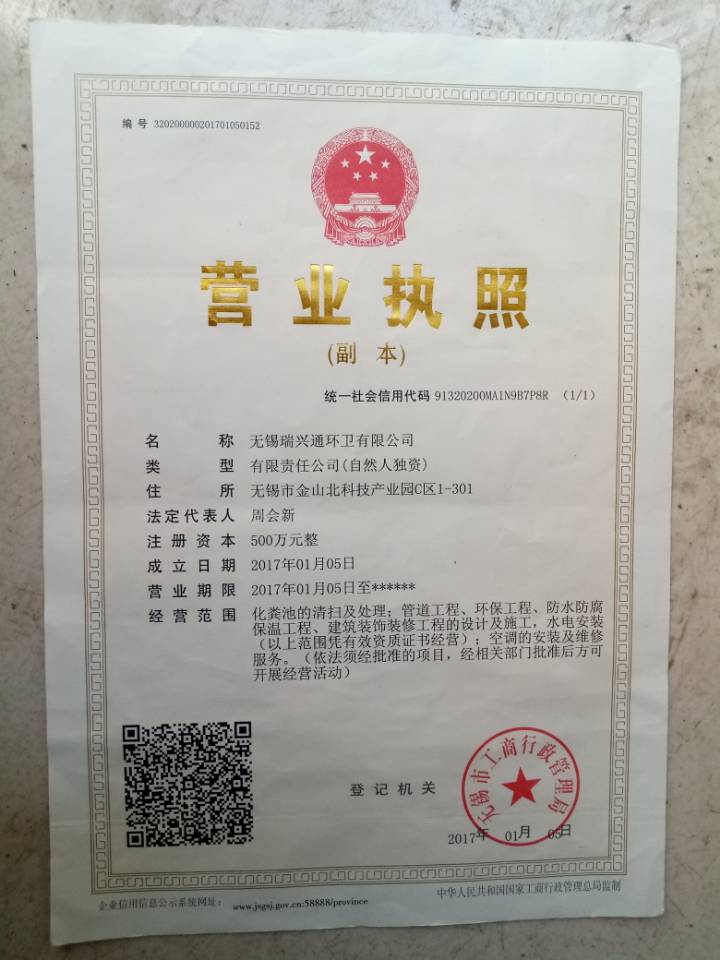 编 号 320200000201701050152
营业执照
(副 本)
统一社会信用代码 91320200MA1N9B7P8R （1/1）
名 称 无锡瑞兴通环卫有限公司
类 型 有限责任公司(自然人独资)
住 所 无锡市金山北科技产业园C区1-301
法定代表人 周会新
注 册 资 本 500万元整
成 立 日 期 2017年01月05日
营 业 期 限 2017年01月05日至******
经 营 范 围 化粪池的清扫及处理；管道工程、环保工程、防水防腐
保温工程、建筑装饰装修工程的设计及施工，水电安装
（以上范围凭有效资质证书经营）；空调的安装及维修
服务。（依法须经批准的项目，经相关部门批准后方可
开展经营活动）
无锡市工商行政管理局
登 记 机 关
2017年 01月 05日
企业信用信息公示系统网址： www.jsgsj.gov.cn:58888/province
中华人民共和国国家工商行政管理总局监制